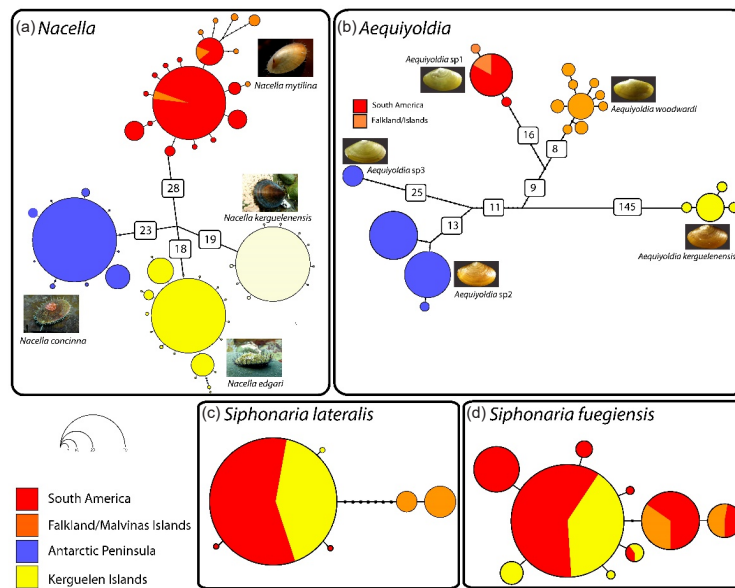 (a) Nacella
Nacella mytilina
28
Nacella kerguelenensis
23
19
18
Nacella concinna
Nacella edgari
(b) Aequiyoldia
Aequiyoldia sp1
South America
Falkland/Islands
Aequiyoldia woodwardi
16
8
Aequiyoldia sp3
9
25
11
145
13
Aequiyoldia kerguelenensis
Aequiyoldia sp2
South America
Falkland/Malvinas Islands
Antarctic Peninsula
Kerguelen Islands
(c) Siphonaria lateralis
(d) Siphonaria fuegiensis